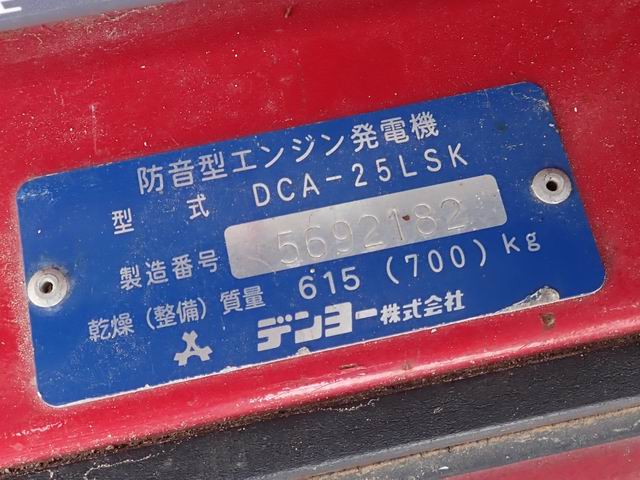 防音型エンジン発電機
型式 DCA-25LSK
製造番号 5692182
乾燥(整備)質量 615(700)kg
デンヨー株式会社